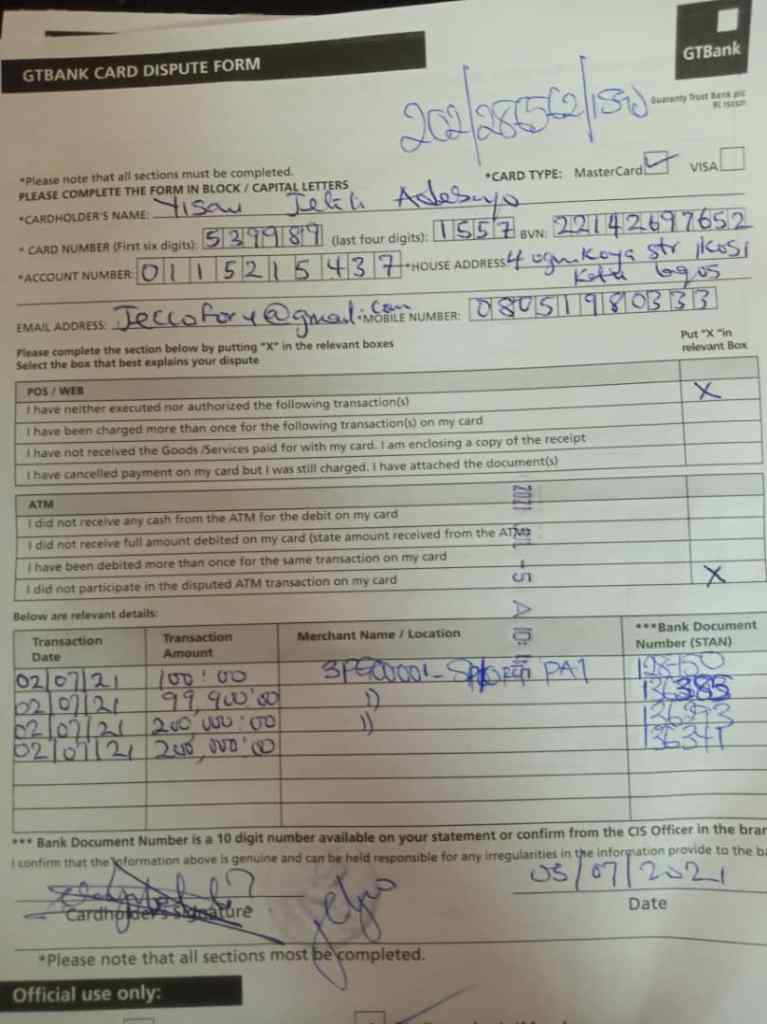 GTBANK CARD DISPUTE FORM
GTBank
Guaranty Trust Bank plc
*Please note that all sections must be completed.
PLEASE COMPLETE THE FORM IN BLOCK / CAPITAL LETTERS
*CARD TYPE: MasterCard VISA
*CARDHOLDER'S NAME:
* CARD NUMBER (First six digits): 539989 (last four digits): 1557 BVN: 22142697652
*ACCOUNT NUMBER: 0115215437 *HOUSE ADDRESS 4 str ikosi
Ketu Lagos
EMAIL ADDRESS: @gmail.com *MOBILE NUMBER: 08051980333
Please complete the section below by putting "X" in the relevant boxes
Select the box that best explains your dispute
Put "X "in
relevant Box
POS / WEB
I have neither executed nor authorized the following transaction(s) X
I have been charged more than once for the following transaction(s) on my card
I have not received the Goods /Services paid for with my card. I am enclosing a copy of the receipt
I have cancelled payment on my card but I was still charged. I have attached the document(s)
ATM
I did not receive any cash from the ATM for the debit on my card
I did not receive full amount debited on my card (state amount received from the ATM)
I have been debited more than once for the same transaction on my card
I did not participate in the disputed ATM transaction on my card X
Below are relevant details:
Transaction Date Transaction Amount Merchant Name / Location ***Bank Document Number (STAN)
02/07/21 100:00
02/07/21 99,900:00 11
02/07/21 200,000:00 11
02/07/21 200,000:00
*** Bank Document Number is a 10 digit number available on your statement or confirm from the CIS Officer in the bran
I confirm that the information above is genuine and can be held responsible for any irregularities in the information provide to the ba
05/07/2021
Cardholder's Signature Date
*Please note that all sections most be completed.
Official use only: